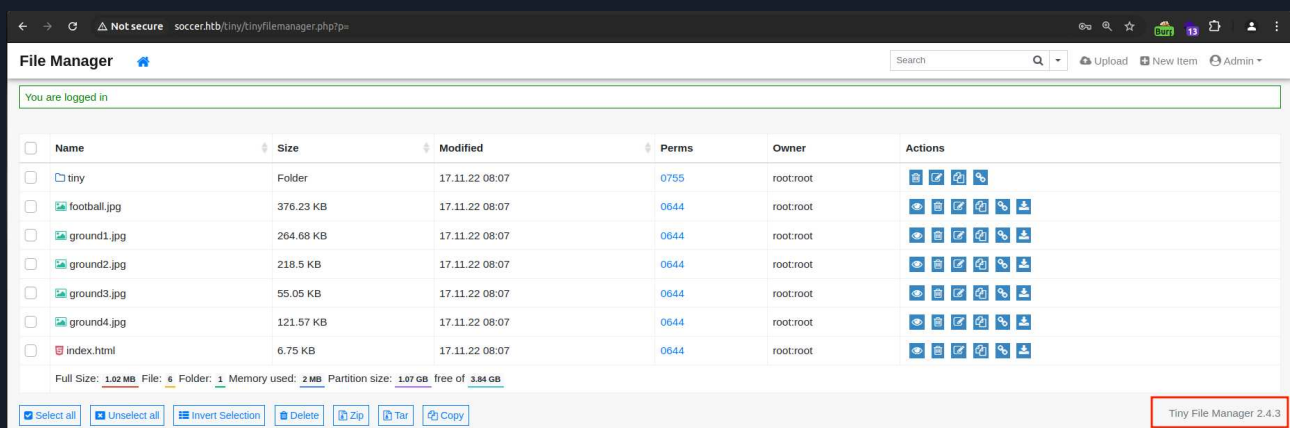 Not secure soccer.htb/tiny/tinyfilemanager.php?p=
Burp 13
File Manager Search Upload New Item Admin
You are logged in
Name Size Modified Perms Owner Actions
tiny Folder 17.11.22 08:07 0755 root:root
football.jpg 376.23 KB 17.11.22 08:07 0644 root:root
ground1.jpg 264.68 KB 17.11.22 08:07 0644 root:root
ground2.jpg 218.5 KB 17.11.22 08:07 0644 root:root
ground3.jpg 55.05 KB 17.11.22 08:07 0644 root:root
ground4.jpg 121.57 KB 17.11.22 08:07 0644 root:root
index.html 6.75 KB 17.11.22 08:07 0644 root:root
Full Size: 1.02 MB File: 6 Folder: 1 Memory used: 2 MB Partition size: 1.07 GB free of 3.84 GB
Select all Unselect all Invert Selection Delete Zip Tar Copy Tiny File Manager 2.4.3